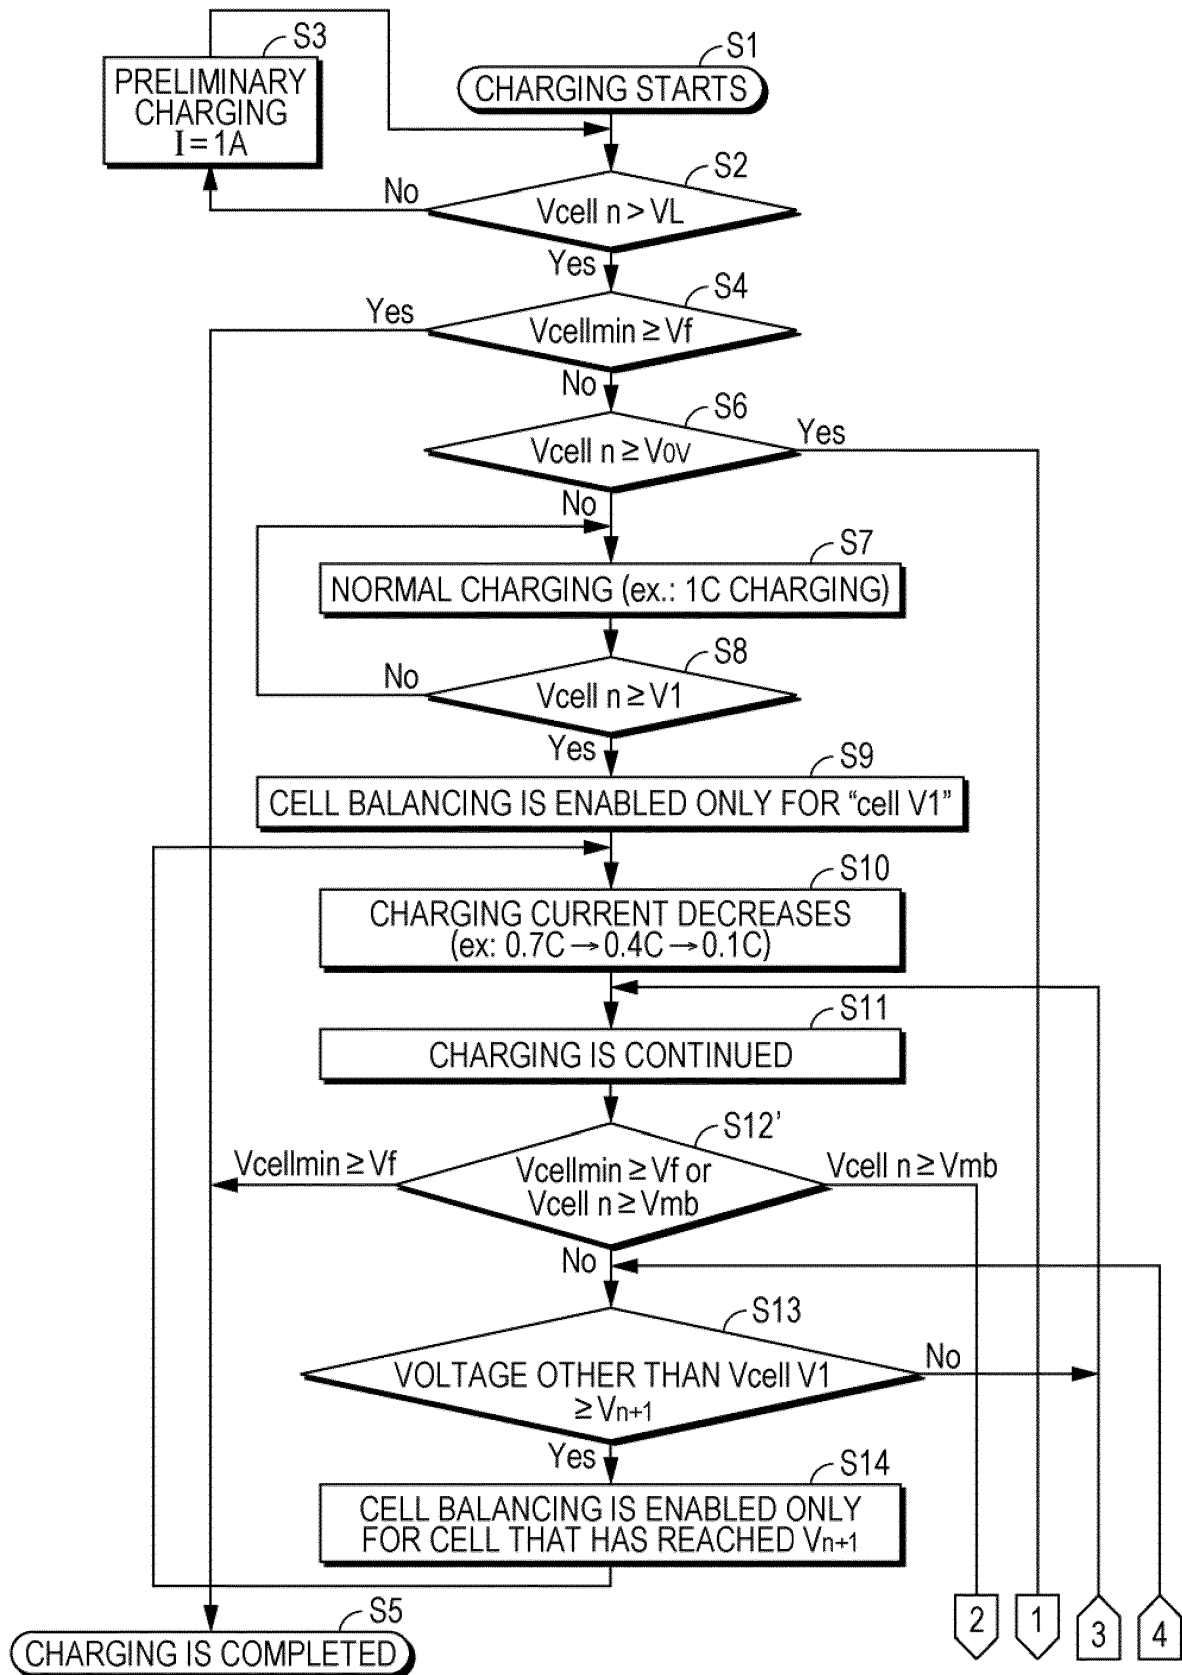 S3
S1
PRELIMINARY
CHARGING
I = 1A
CHARGING STARTS
S2
No
Vcell n > VL
Yes
S4
Yes
Vcellmin ≥ Vf
No
S6
Yes
Vcell n ≥ V0V
No
S7
NORMAL CHARGING (ex.: 1C CHARGING)
S8
No
Vcell n ≥ V1
Yes
S9
CELL BALANCING IS ENABLED ONLY FOR “cell V1”
S10
CHARGING CURRENT DECREASES
(ex: 0.7C → 0.4C → 0.1C)
S11
CHARGING IS CONTINUED
S12’
Vcellmin ≥ Vf
Vcellmin ≥ Vf or
Vcell n ≥ Vmb
Vcell n ≥ Vmb
No
S13
No
VOLTAGE OTHER THAN Vcell V1
≥ Vn+1
Yes
S14
CELL BALANCING IS ENABLED ONLY
FOR CELL THAT HAS REACHED Vn+1
S5
CHARGING IS COMPLETED
2
1
3
4